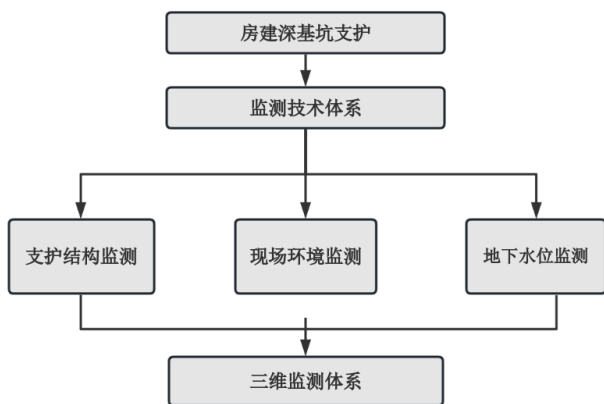 房建深基坑支护
监测技术体系
支护结构监测
现场环境监测
地下水位监测
三维监测体系